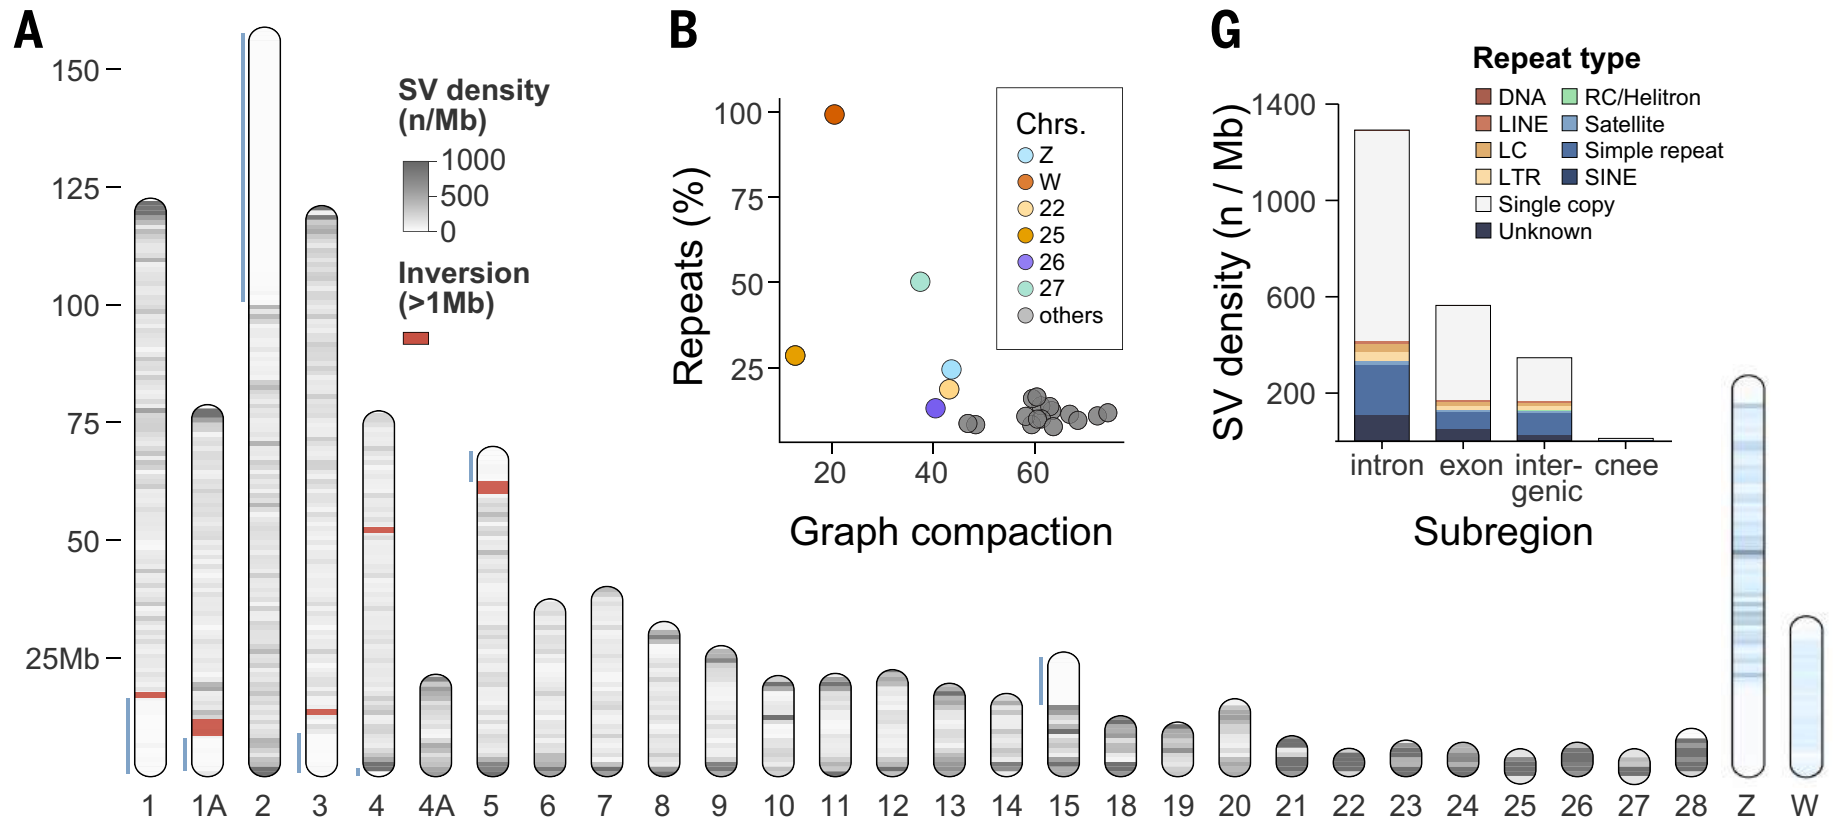 A
150
125
100
75
50
25Mb
SV density
(n/Mb)
1000
500
0
Inversion
(>1Mb)
1 1A 2 3 4 4A 5 6 7 8 9 10 11 12 13 14 15 18 19 20 21 22 23 24 25 26 27 28 Z W
B
Repeats (%)
100
75
50
25
20 40 60
Graph compaction
Chrs.
Z
W
22
25
26
27
others
G
SV density (n / Mb)
1400
1000
600
200
Repeat type
DNA RC/Helitron
LINE Satellite
LC Simple repeat
LTR SINE
Single copy
Unknown
intron exon inter- cnee
genic
Subregion